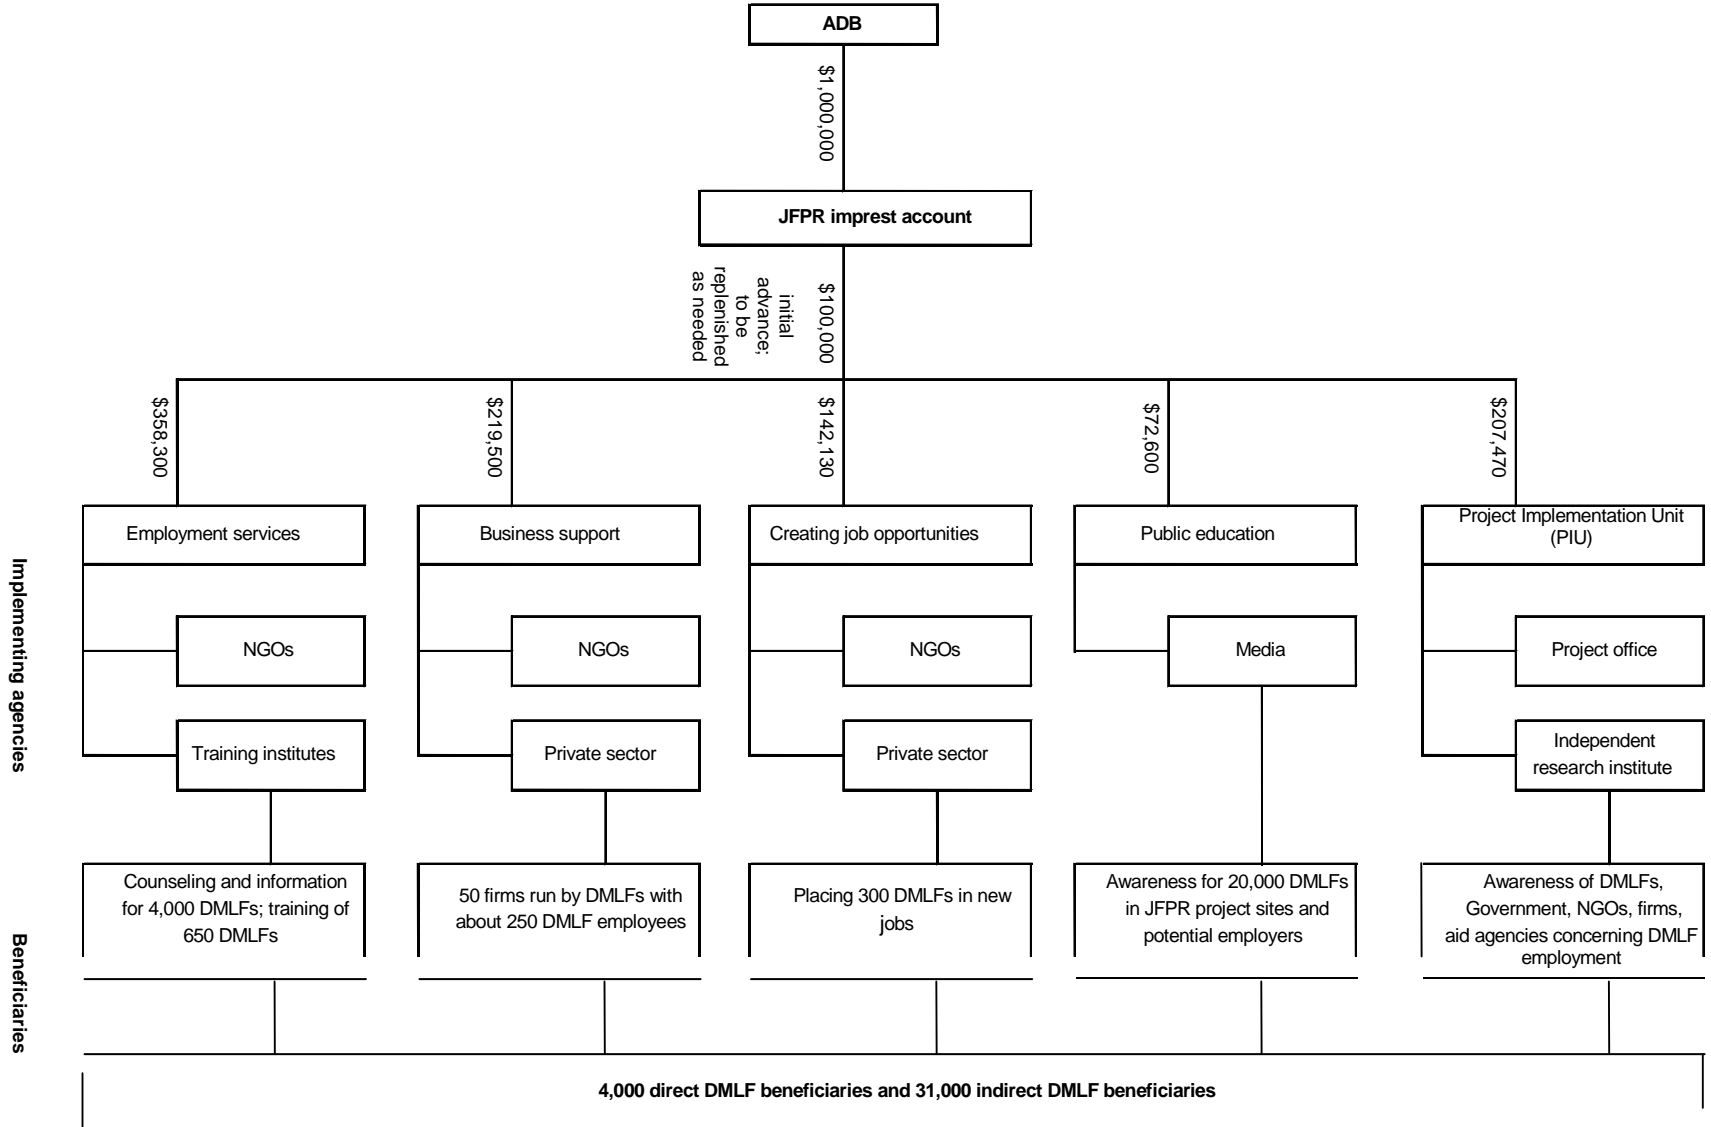 ADB
$1,000,000
JFPR imprest account
$100,000
initial
advance;
to be
replenished
as needed
$358,300
$219,500
$142,130
$72,600
$207,470
Implementing agencies
Employment services
Business support
Creating job opportunities
Public education
Project Implementation Unit
(PIU)
NGOs
NGOs
NGOs
Media
Project office
Training institutes
Private sector
Private sector
Independent
research institute
Beneficiaries
Counseling and information
for 4,000 DMLFs; training of
650 DMLFs
50 firms run by DMLFs with
about 250 DMLF employees
Placing 300 DMLFs in new
jobs
Awareness for 20,000 DMLFs
in JFPR project sites and
potential employers
Awareness of DMLFs,
Government, NGOs, firms,
aid agencies concerning DMLF
employment
4,000 direct DMLF beneficiaries and 31,000 indirect DMLF beneficiaries